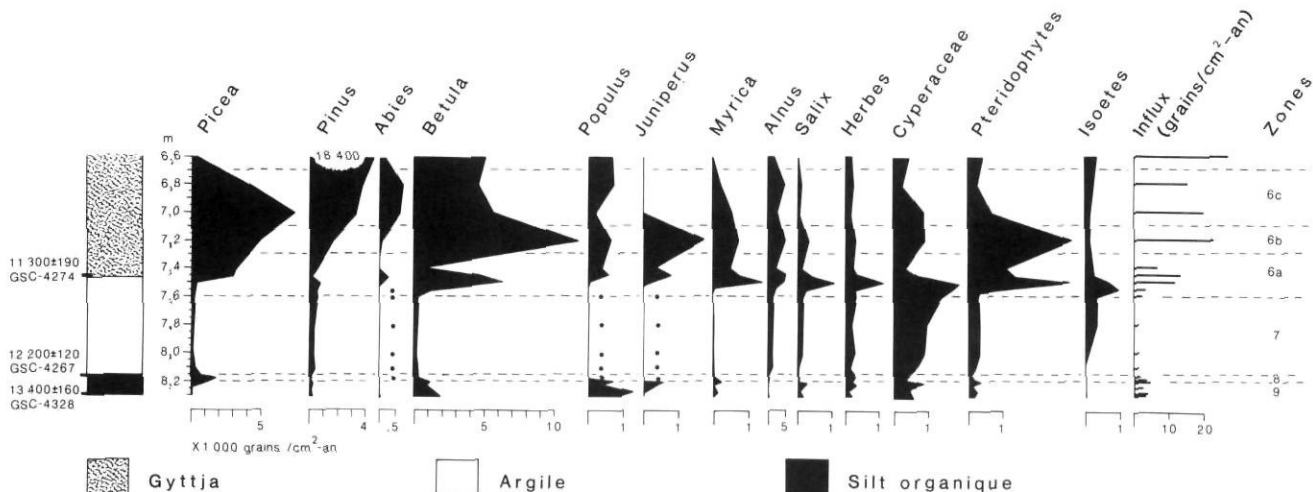 Picea Pinus Abies Betula Populus Juniperus Myrica Alnus Salix Herbes Cyperaceae Pteridophytes Isoetes Influx (grains/cm²-an) Zones
m
18 400
6,6
6,8
6c
7,0
7,2
6b
11 300±190
GSC-4274
7,4
6a
7,6
7,8
7
12 200±120
GSC-4267
8,0
8,2
8
13 400±160
GSC-4328
9
5 4 .5 5 10 1 1 1 5 1 1 1 1 1 10 20
X 1 000 grains /cm²-an
Gyttja Argile Silt organique